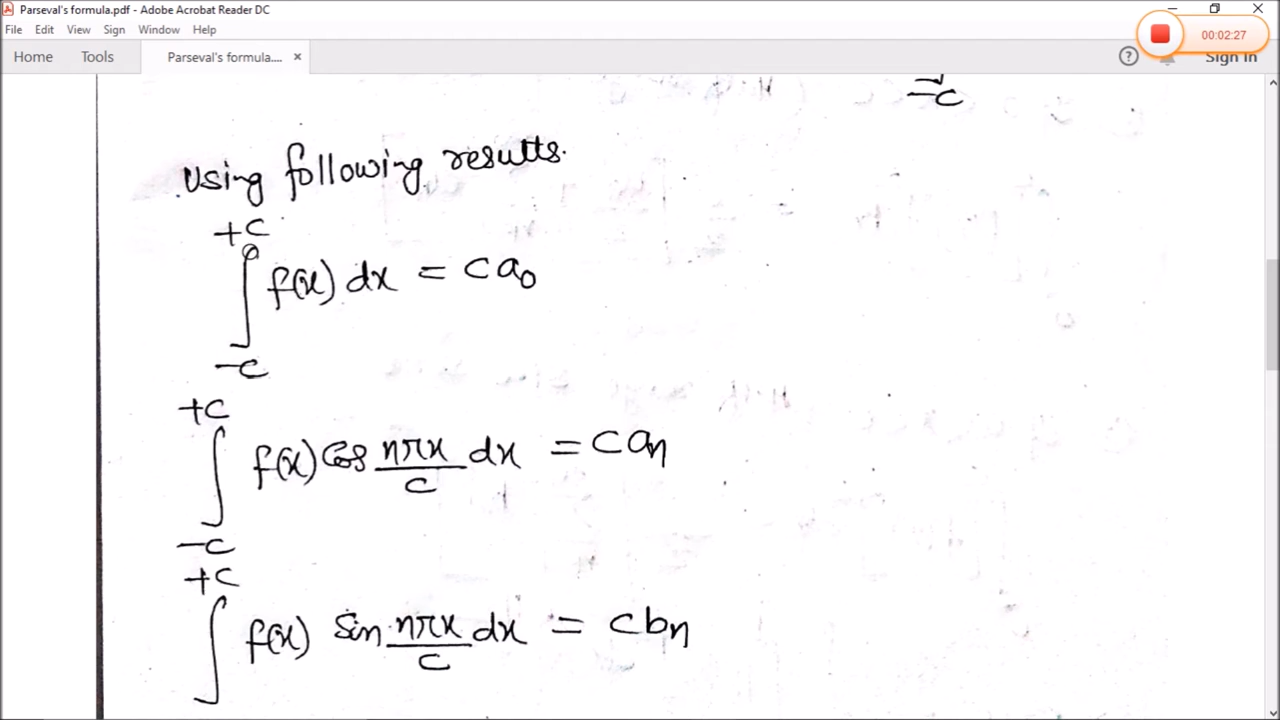 Parseval's formula.pdf - Adobe Acrobat Reader DC
File Edit View Sign Window Help
00:02:27
Home Tools Parseval's formula.... × ? Sign In
-c
Using following results.
+c
∫ f(x) dx = ca₀
-c
+c
∫ f(x) cos nπx/c dx = caₙ
-c
+c
∫ f(x) sin nπx/c dx = cbₙ